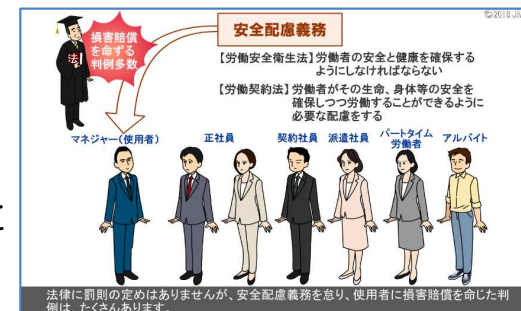 ©2018 JM
損害賠償
を命ずる
判例多数
法
安全配慮義務
【労働安全衛生法】労働者の安全と健康を確保する
ようにしなければならない
【労働契約法】労働者がその生命、身体等の安全を
確保しつつ労働することができるように
必要な配慮をする
マネジャー(使用者)
正社員
契約社員
派遣社員
パートタイム
労働者
アルバイト
と
法律に罰則の定めはありませんが、安全配慮義務を怠り、使用者に損害賠償を命じた判
例は、たくさんあります。